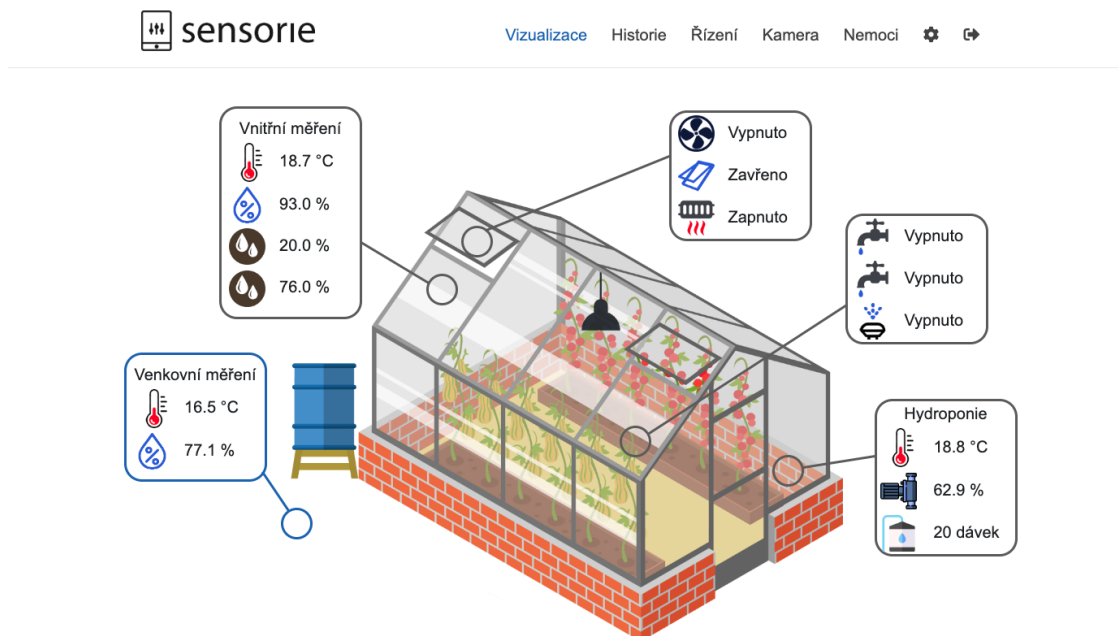 sensorie
Vizualizace Historie Řízení Kamera Nemoci
Vnitřní měření
18.7 °C
93.0 %
20.0 %
76.0 %
Vypnuto
Zavřeno
Zapnuto
Vypnuto
Vypnuto
Vypnuto
Venkovní měření
16.5 °C
77.1 %
Hydroponie
18.8 °C
62.9 %
20 dávek